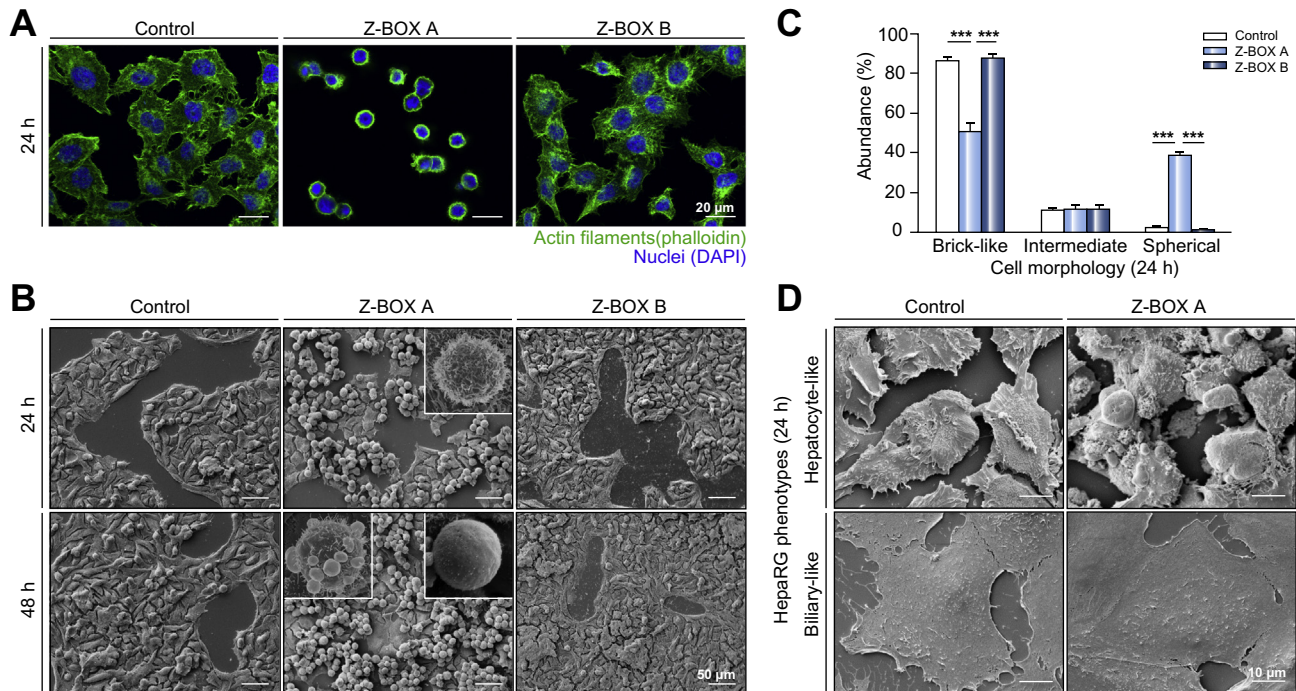 A
Control
Z-BOX A
Z-BOX B
24 h
20 µm
Actin filaments(phalloidin)
Nuclei (DAPI)
C
100
80
60
40
20
0
Abundance (%)
***
***
***
***
Control
Z-BOX A
Z-BOX B
Brick-like
Intermediate
Spherical
Cell morphology (24 h)
B
Control
Z-BOX A
Z-BOX B
24 h
48 h
50 µm
D
Control
Z-BOX A
HepaRG phenotypes (24 h)
Hepatocyte-like
Biliary-like
10 µm